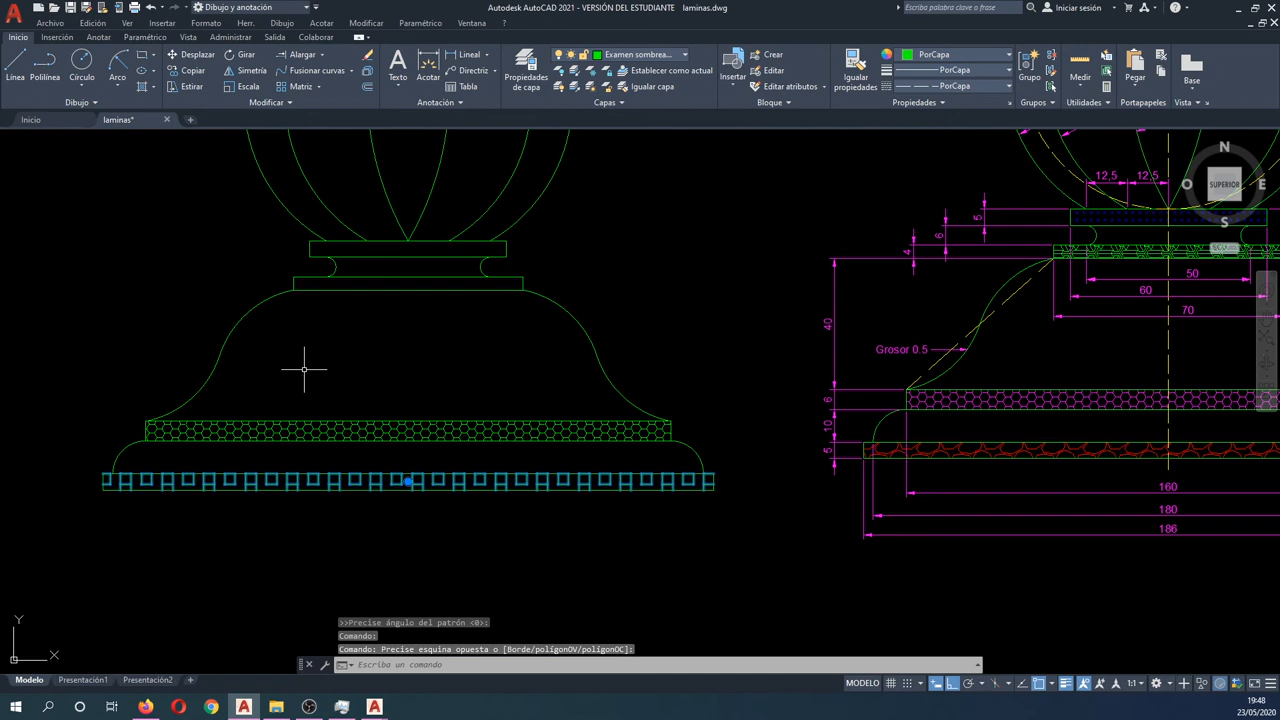 Dibujo y anotación
Autodesk AutoCAD 2021 - VERSIÓN DEL ESTUDIANTE    laminas.dwg
Escriba palabra clave o frase
Iniciar sesión
Archivo Edición Ver Insertar Formato Herr. Dibujo Acotar Modificar Paramétrico Ventana ?
Inicio Inserción Anotar Paramétrico Vista Administrar Salida Colaborar
Línea Polilínea Círculo Arco
Desplazar Girar Alargar
Copiar Simetría Fusionar curvas
Estirar Escala Matriz
Texto Acotar
Lineal
Directriz
Tabla
Propiedades de capa
Examen sombrea...
Establecer como actual
Igualar capa
Insertar
Crear
Editar
Editar atributos
Igualar propiedades
PorCapa
PorCapa
PorCapa
Grupo
Medir
Pegar
Base
Dibujo Modificar Anotación Capas Bloque Propiedades Grupos Utilidades Portapapeles Vista
Inicio laminas*
N
O SUPERIOR E
S
12,5 12,5
5
6
4
50
60
70
40
Grosor 0.5
6
10
5
160
180
186
>>Precise ángulo del patrón <0>:
Comando:
Comando: Precise esquina opuesta o [Borde/polígonOV/polígonOC]:
Escriba un comando
Y
X
Modelo Presentación1 Presentación2 +
MODELO
1:1
19:48
23/05/2020